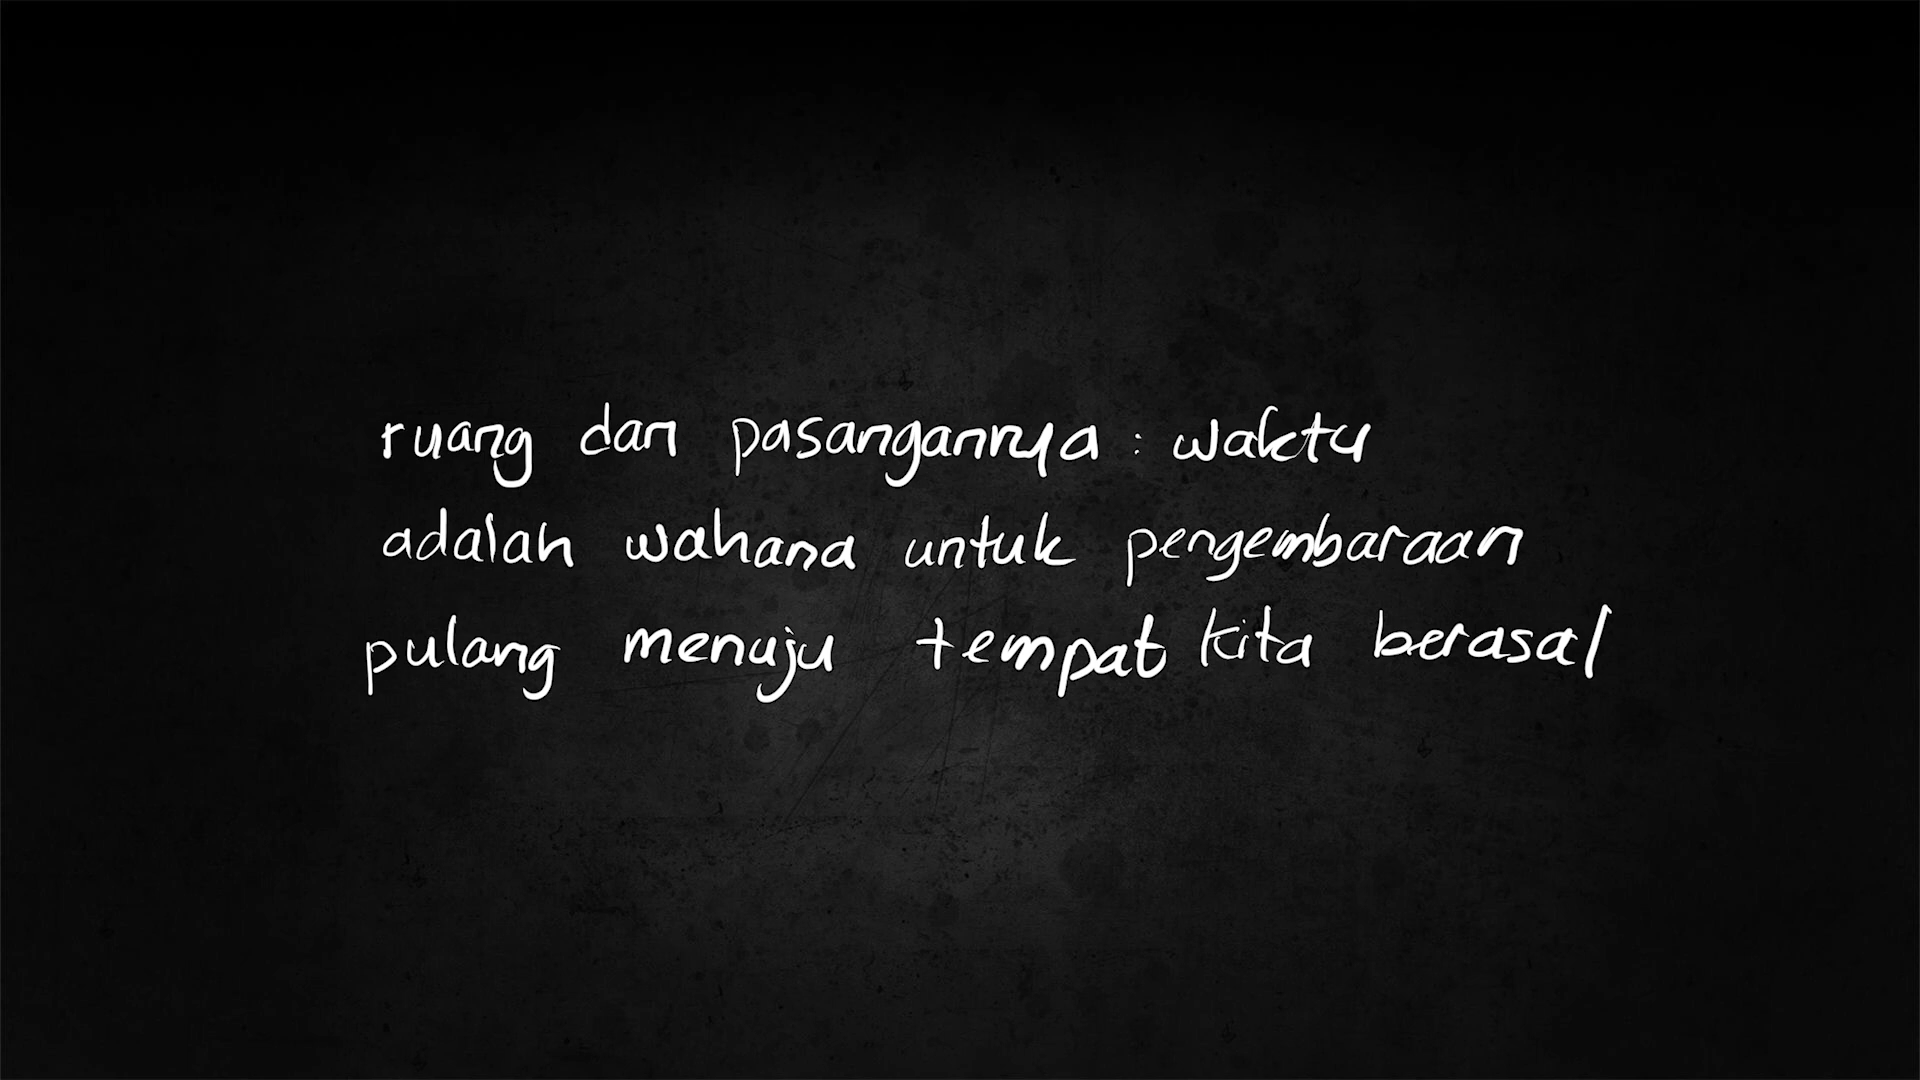 ruang dan pasangannya : waktu
adalah wahana untuk pengembaraan
pulang menuju tempat kita berasal